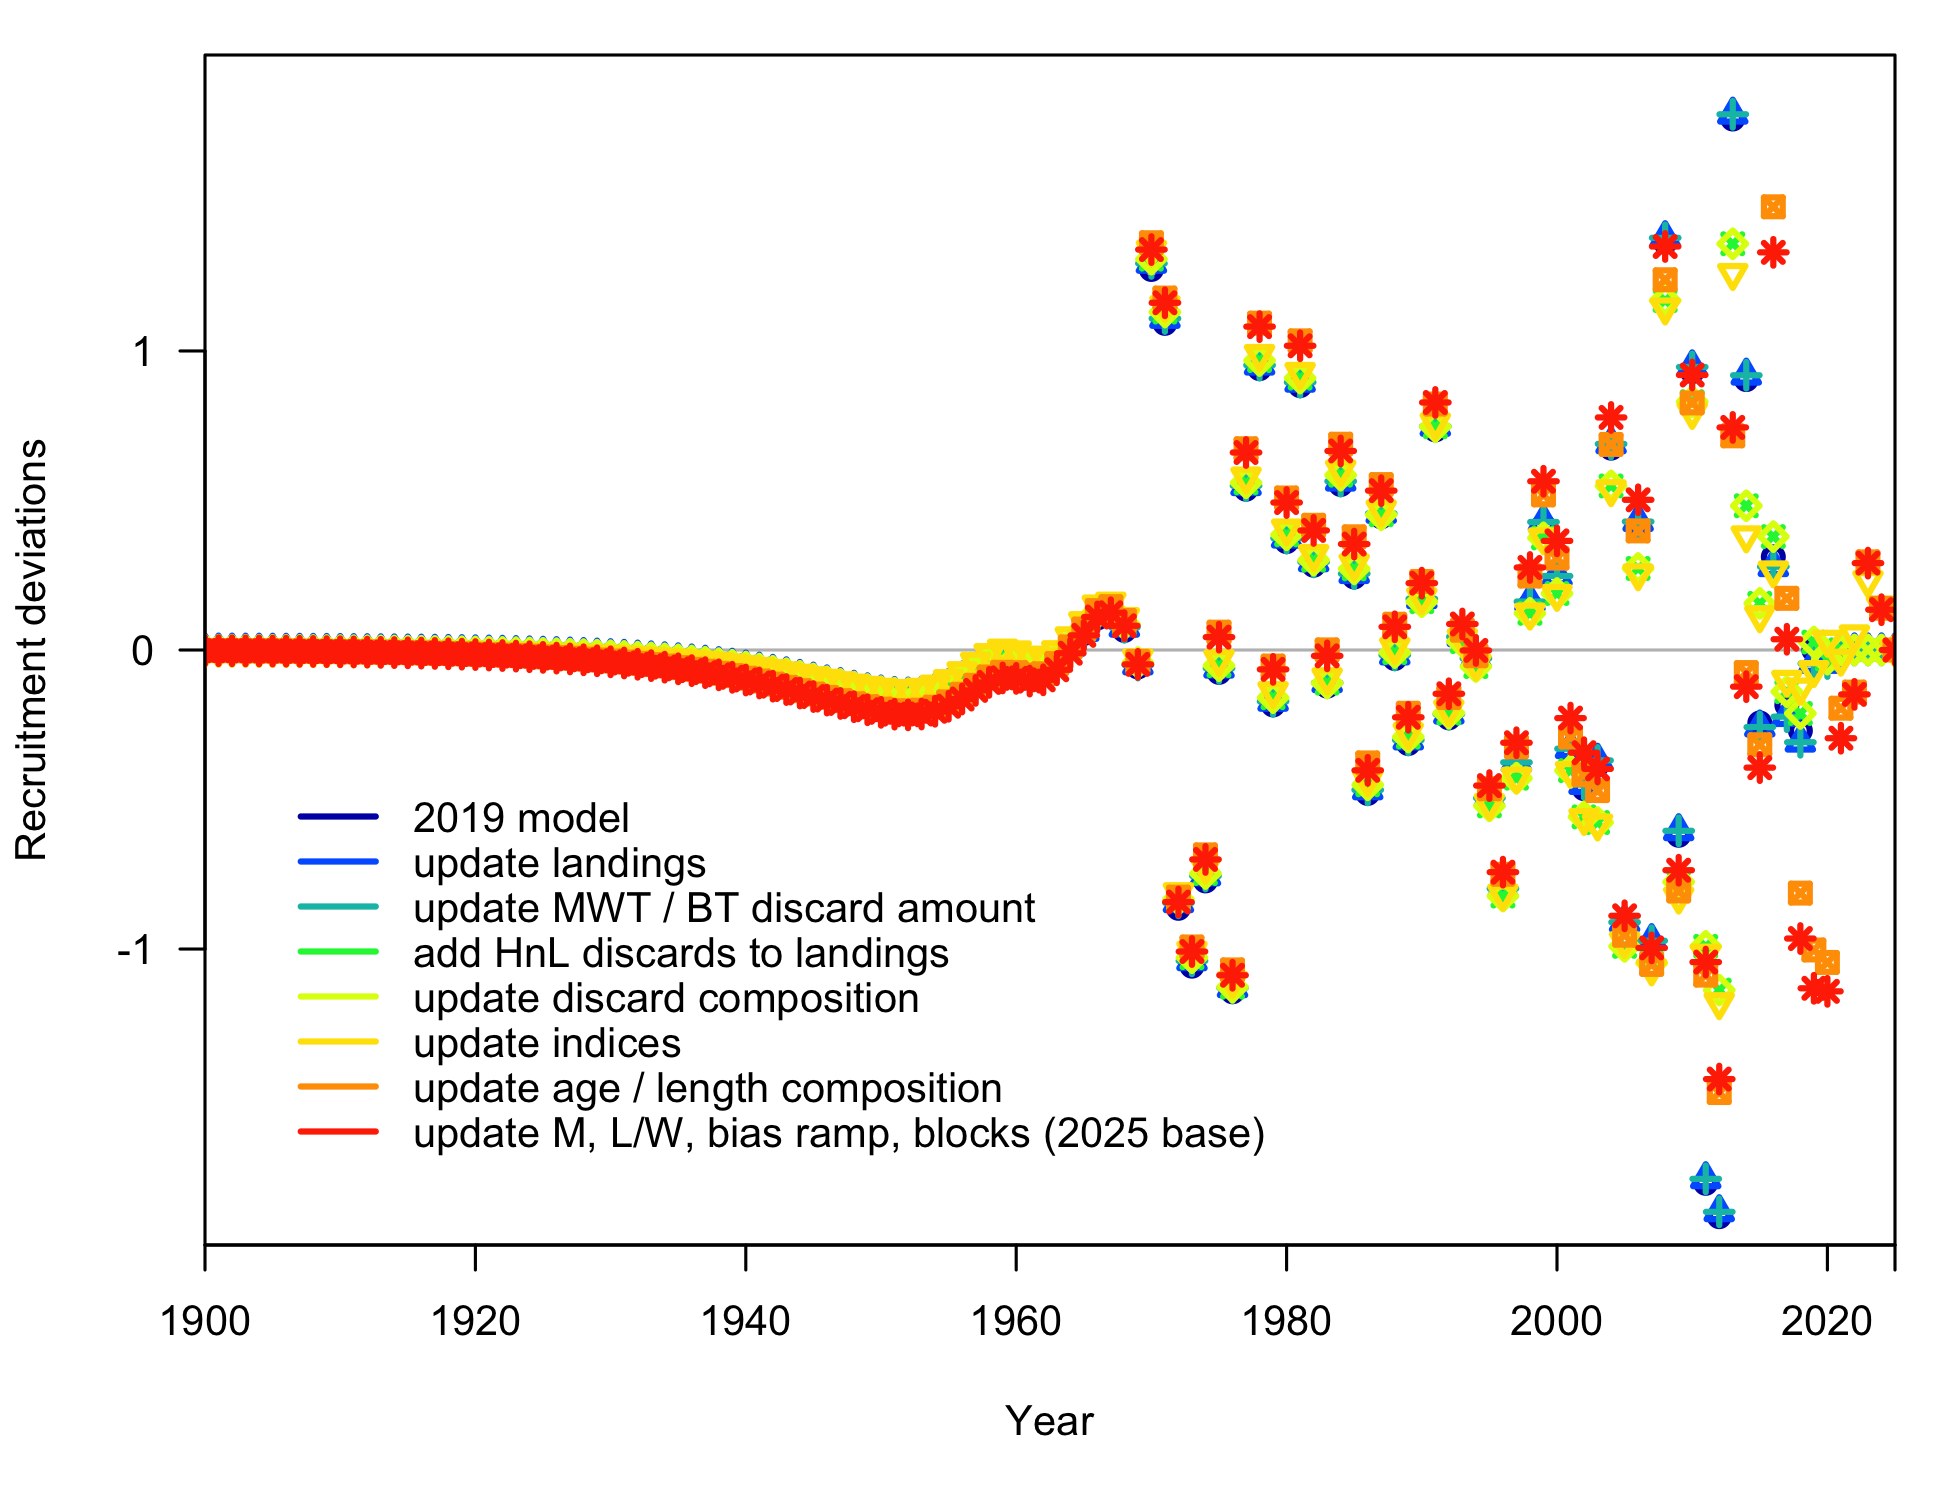 Recruitment deviations
1
0
-1
2019 model
update landings
update MWT / BT discard amount
add HnL discards to landings
update discard composition
update indices
update age / length composition
update M, L/W, bias ramp, blocks (2025 base)
1900 1920 1940 1960 1980 2000 2020
Year